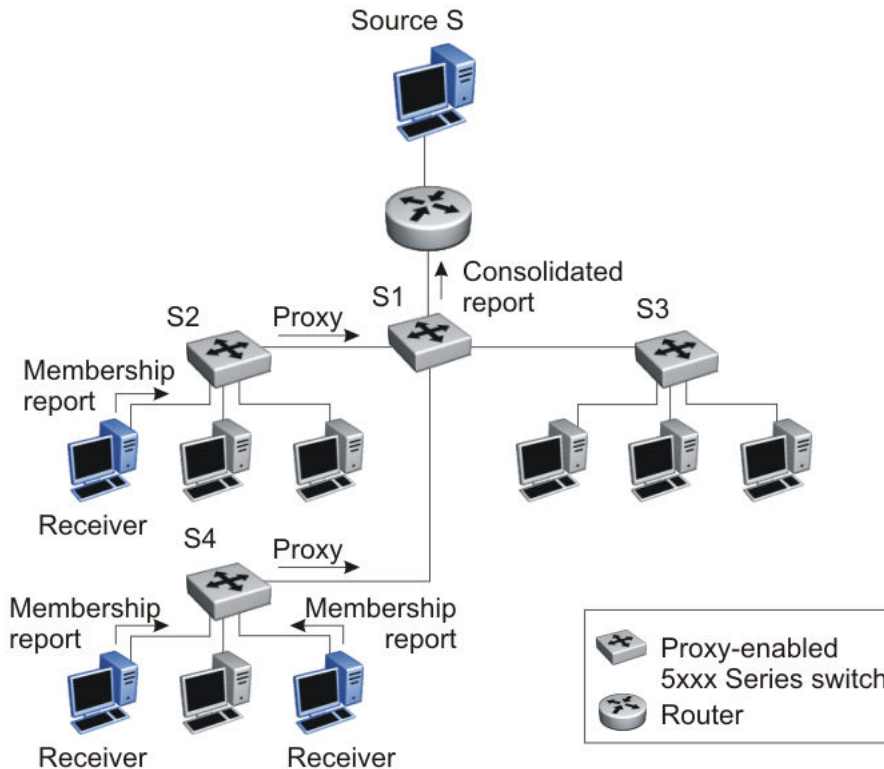 Source S
Consolidated
report
S1
S2
Proxy
S3
Membership
report
Receiver
S4
Proxy
Membership
report
Membership
report
Receiver
Receiver
Proxy-enabled
5xxx Series switch
Router